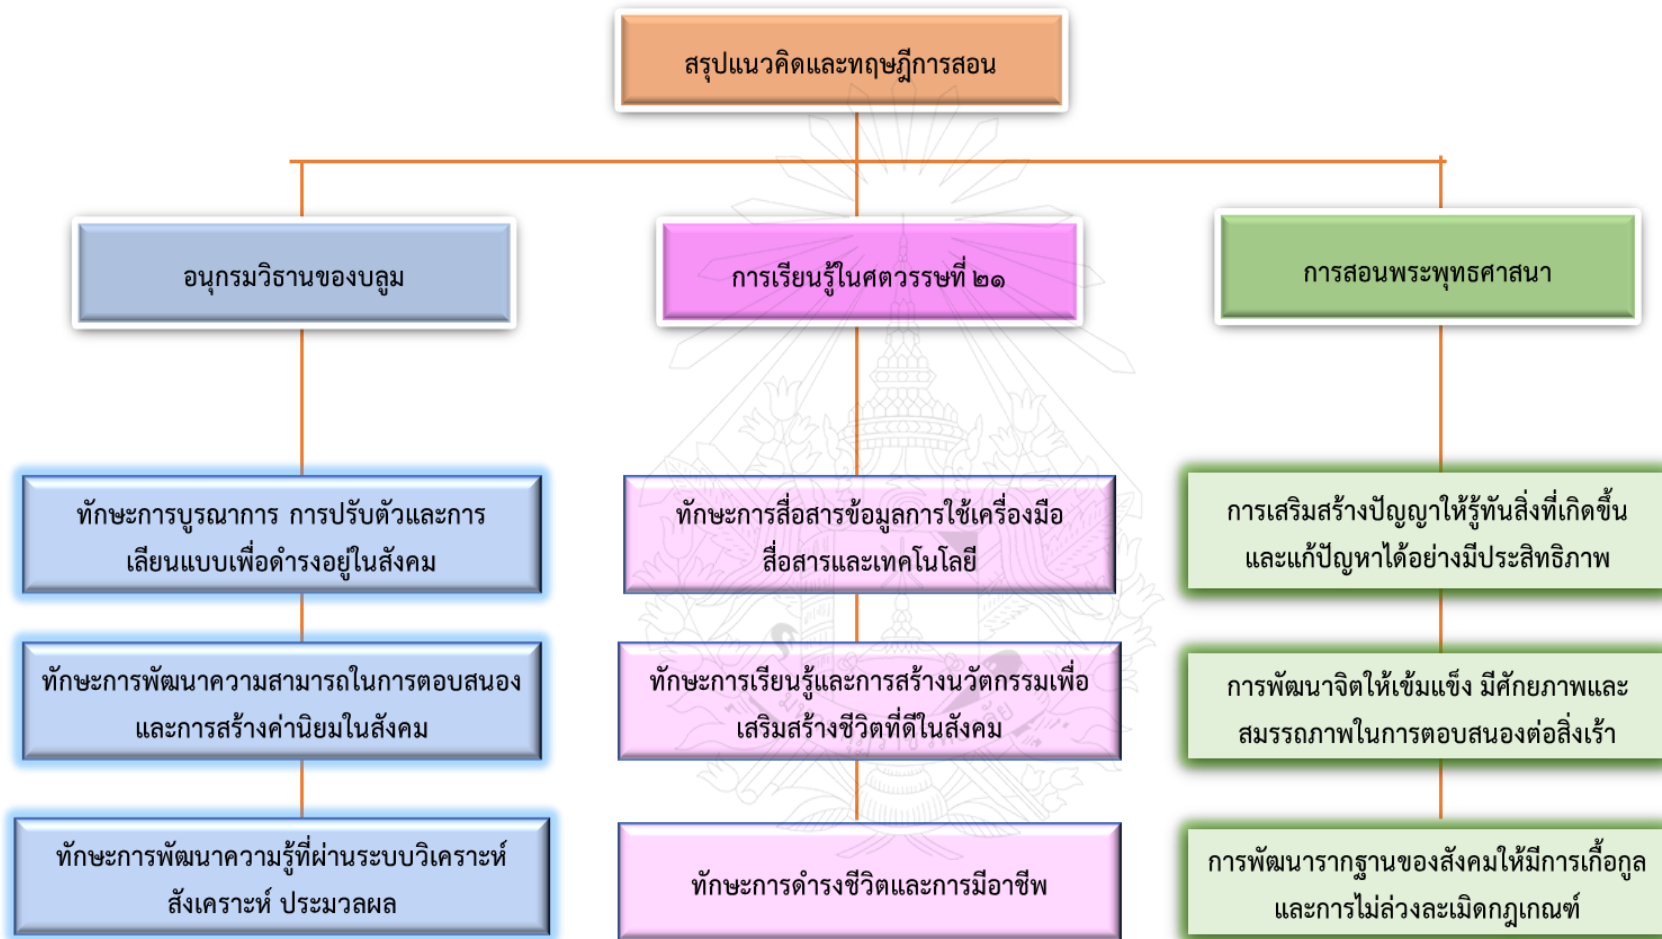 สรุปแนวคิดและทฤษฎีการสอน
อนุกรมวิธานของบลูม
การเรียนรู้ในศตวรรษที่ ๒๑
การสอนพระพุทธศาสนา
ทักษะการบูรณาการ การปรับตัวและการ
เลียนแบบเพื่อดำรงอยู่ในสังคม
ทักษะการสื่อสารข้อมูลการใช้เครื่องมือ
สื่อสารและเทคโนโลยี
การเสริมสร้างปัญญาให้รู้ทันสิ่งที่เกิดขึ้น
และแก้ปัญหาได้อย่างมีประสิทธิภาพ
ทักษะการพัฒนาความสามารถในการตอบสนอง
และการสร้างค่านิยมในสังคม
ทักษะการเรียนรู้และการสร้างนวัตกรรมเพื่อ
เสริมสร้างชีวิตที่ดีในสังคม
การพัฒนาจิตให้เข้มแข็ง มีศักยภาพและ
สมรรถภาพในการตอบสนองต่อสิ่งเร้า
ทักษะการพัฒนาความรู้ที่ผ่านระบบวิเคราะห์
สังเคราะห์ ประมวลผล
ทักษะการดำรงชีวิตและการมีอาชีพ
การพัฒนารากฐานของสังคมให้มีการเกื้อกูล
และการไม่ล่วงละเมิดกฎเกณฑ์